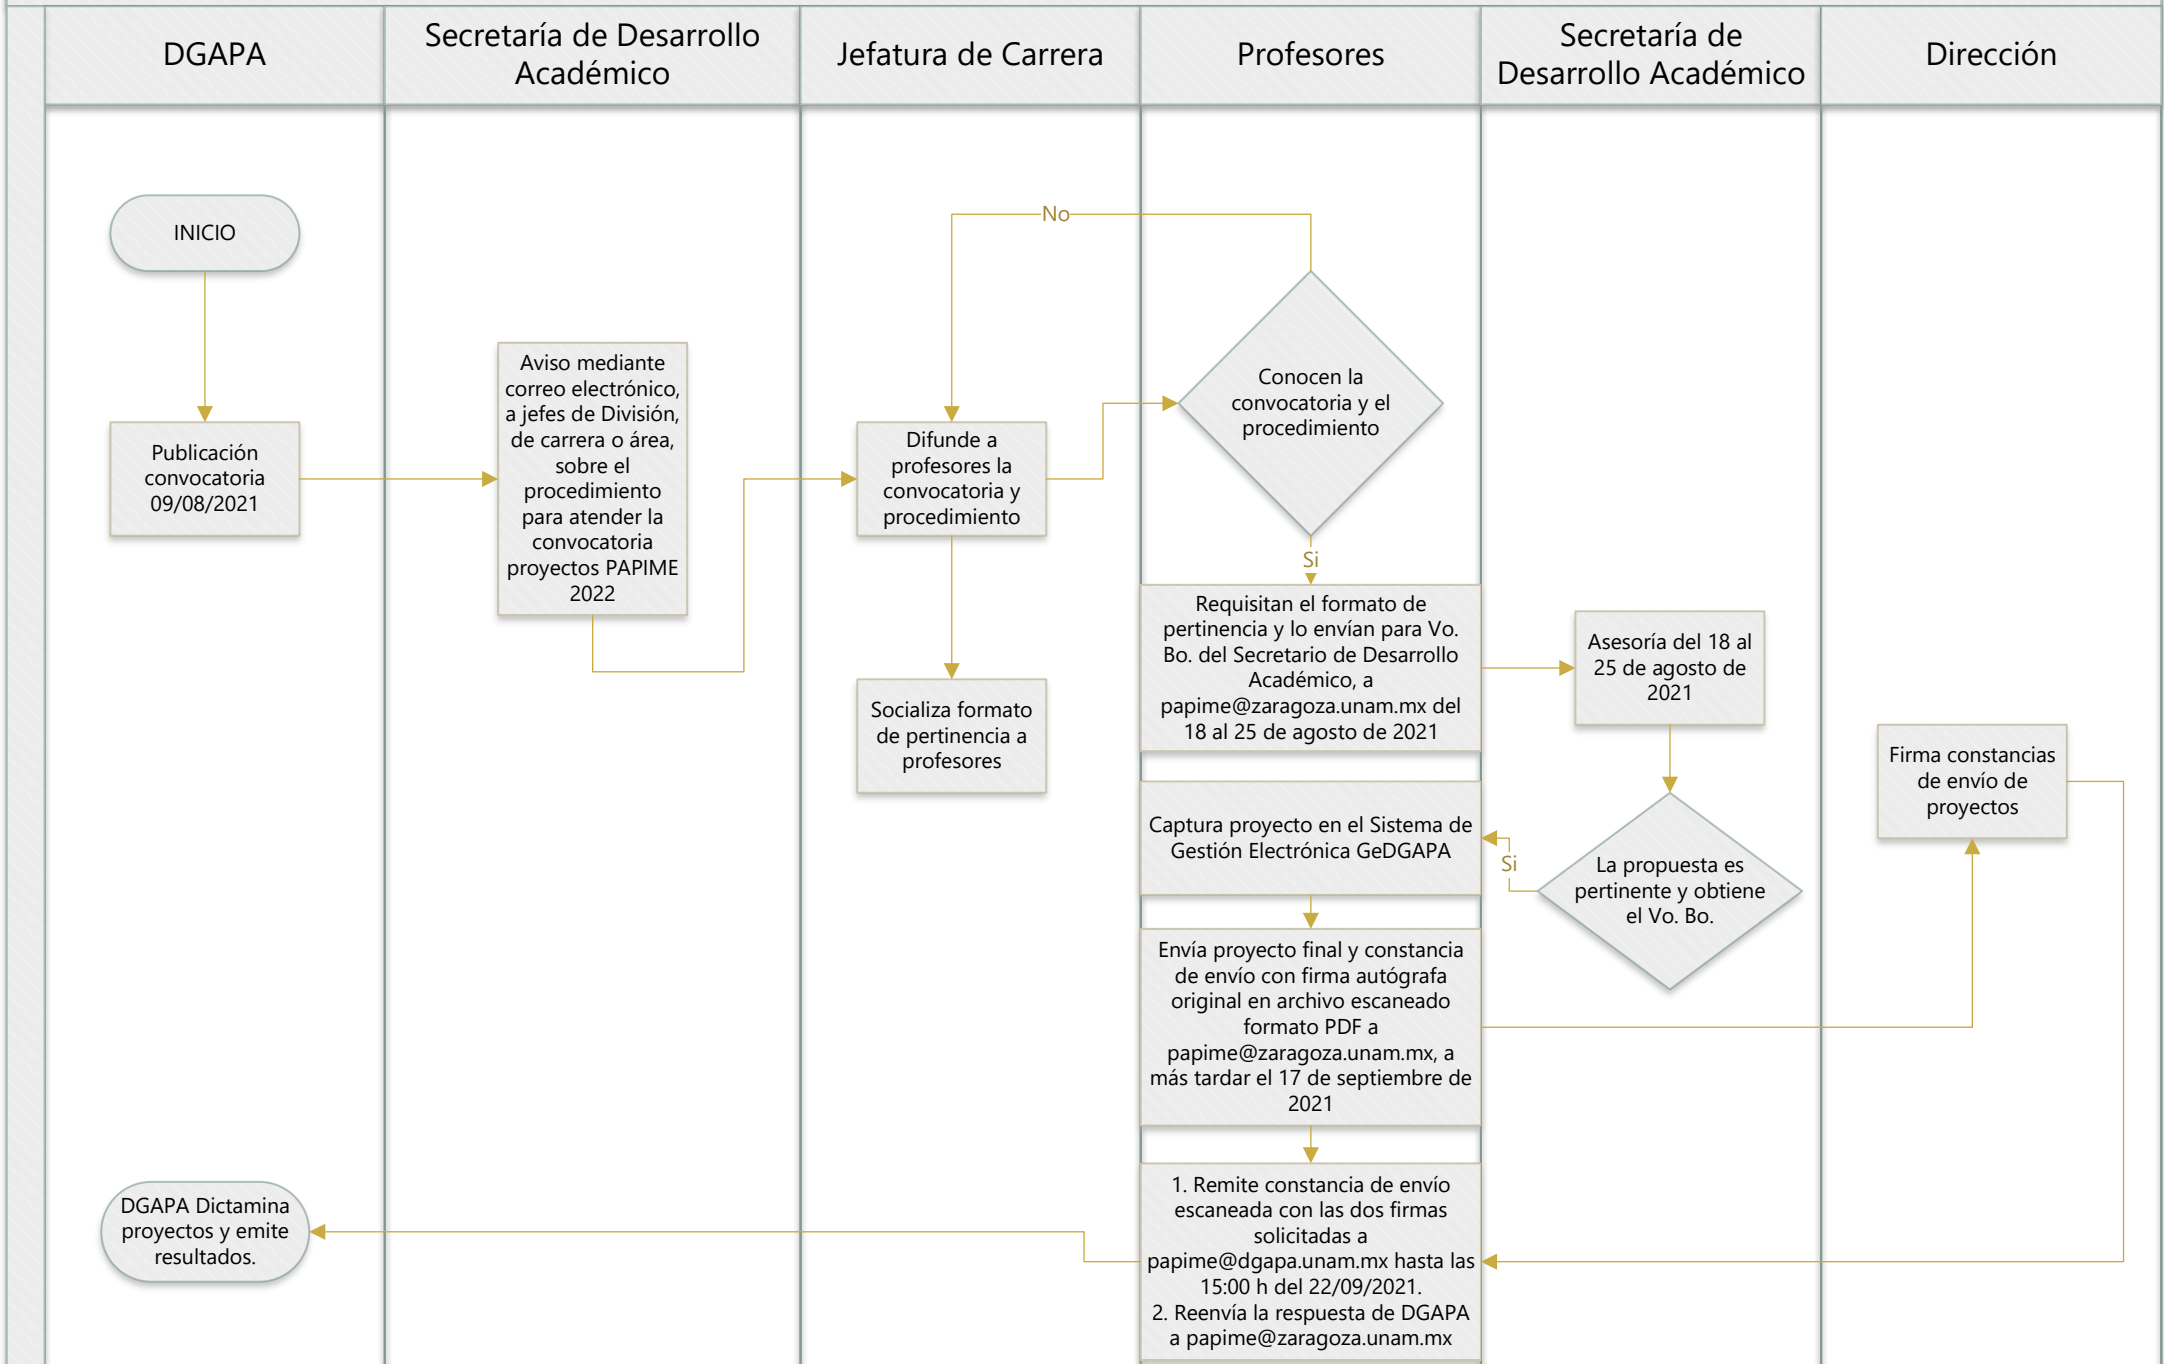 DGAPA
Secretaría de Desarrollo
Académico
Jefatura de Carrera
Profesores
Secretaría de
Desarrollo Académico
Dirección
INICIO
Publicación
convocatoria
09/08/2021
Aviso mediante
correo electrónico,
a jefes de División,
de carrera o área,
sobre el
procedimiento
para atender la
convocatoria
proyectos PAPIME
2022
Difunde a
profesores la
convocatoria y
procedimiento
Socializa formato
de pertinencia a
profesores
No
Conocen la
convocatoria y el
procedimiento
Si
Requisitan el formato de
pertinencia y lo envían para Vo.
Bo. del Secretario de Desarrollo
Académico, a
papime@zaragoza.unam.mx del
18 al 25 de agosto de 2021
Asesoría del 18 al
25 de agosto de
2021
La propuesta es
pertinente y obtiene
el Vo. Bo.
Si
Captura proyecto en el Sistema de
Gestión Electrónica GeDGAPA
Envía proyecto final y constancia
de envío con firma autógrafa
original en archivo escaneado
formato PDF a
papime@zaragoza.unam.mx, a
más tardar el 17 de septiembre de
2021
Firma constancias
de envío de
proyectos
1. Remite constancia de envío
escaneada con las dos firmas
solicitadas a
papime@dgapa.unam.mx hasta las
15:00 h del 22/09/2021.
2. Reenvía la respuesta de DGAPA
a papime@zaragoza.unam.mx
DGAPA Dictamina
proyectos y emite
resultados.